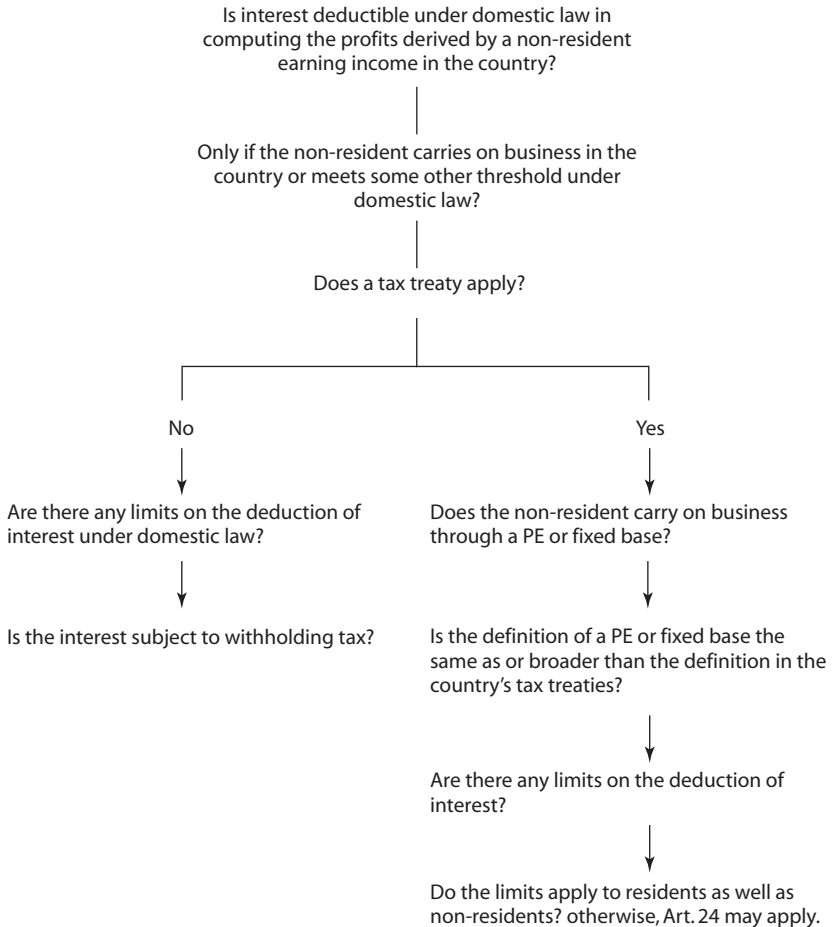 Is interest deductible under domestic law in
computing the profits derived by a non-resident
earning income in the country?
Only if the non-resident carries on business in the
country or meets some other threshold under
domestic law?
Does a tax treaty apply?
No
Yes
Are there any limits on the deduction of
interest under domestic law?
Is the interest subject to withholding tax?
Does the non-resident carry on business
through a PE or fixed base?
Is the definition of a PE or fixed base the
same as or broader than the definition in the
country's tax treaties?
Are there any limits on the deduction of
interest?
Do the limits apply to residents as well as
non-residents? otherwise, Art. 24 may apply.